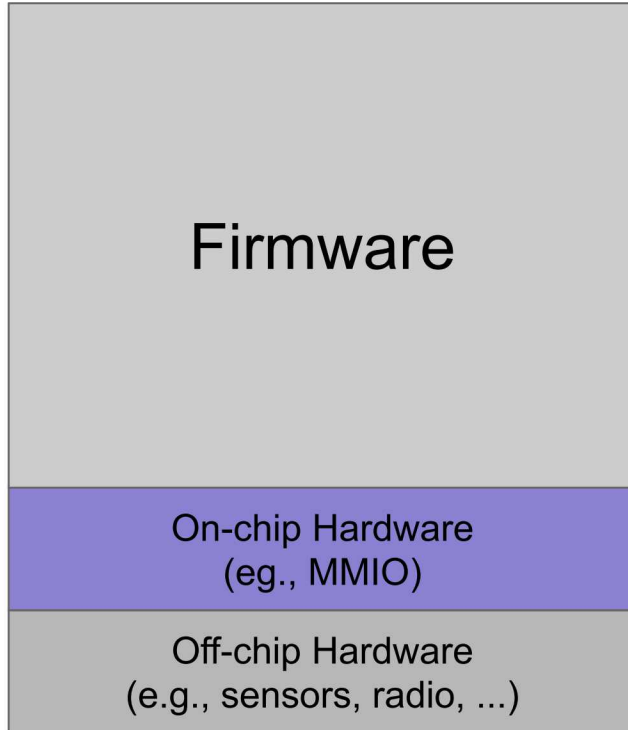 Firmware
On-chip Hardware
(eg., MMIO)
Off-chip Hardware
(e.g., sensors, radio, ...)